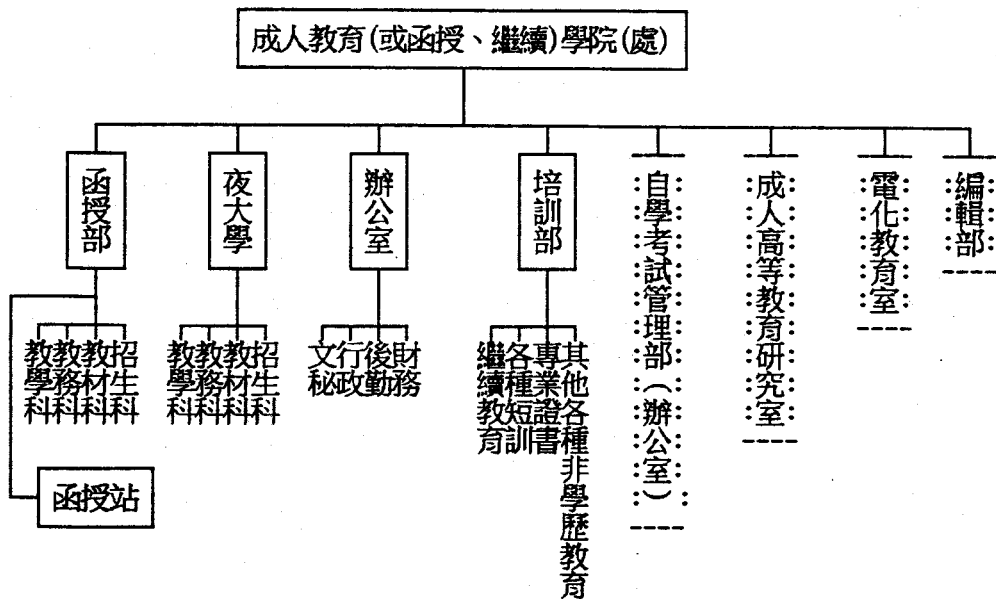 成人教育(或函授、繼續)學院(處)
函授部
夜大學
辦公室
培訓部
自學考試管理部(辦公室)
成人高等教育研究室
電化教育室
編輯部
教學科
教務科
教材科
招生科
教學科
教務科
教材科
招生科
文秘
行政
後勤
財務
繼續教育
各種短訓
專業證書
其他各種非學歷教育
函授站